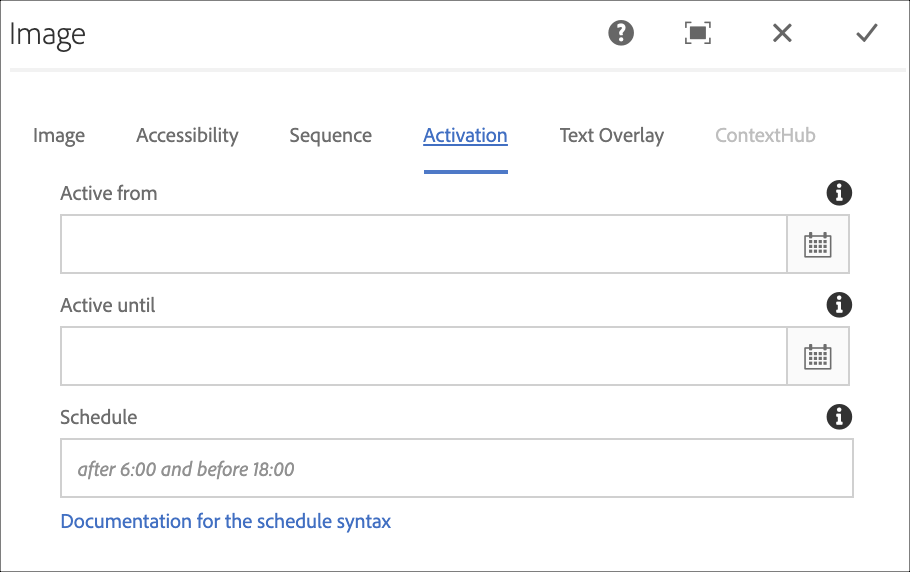 Image
Image Accessibility Sequence Activation Text Overlay ContextHub
Active from
Active until
Schedule
after 6:00 and before 18:00
Documentation for the schedule syntax